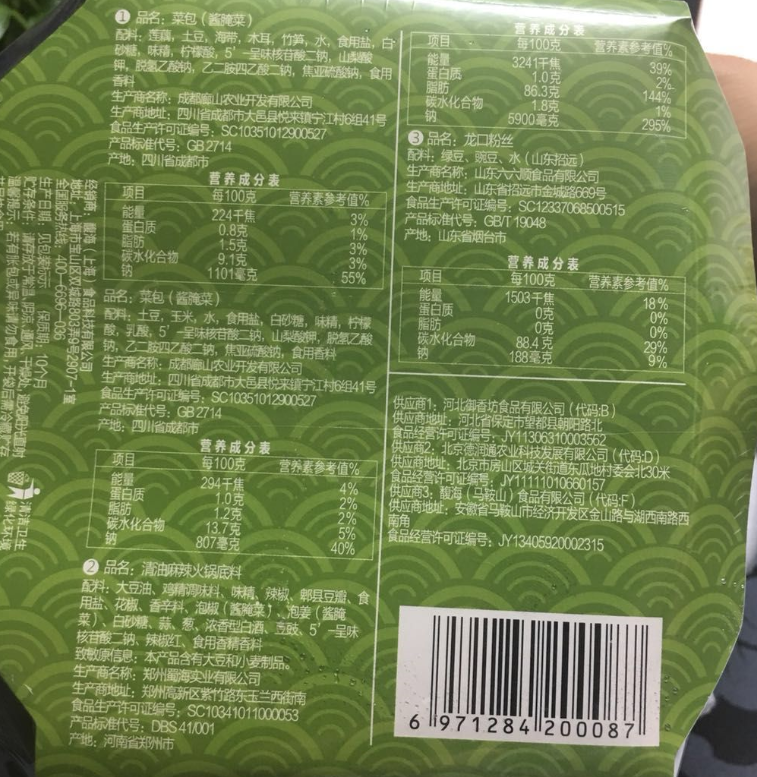 ① 品名：菜包（酱腌菜）
配料：莲藕，土豆，海带，木耳，竹笋，水，食用盐，白
砂糖，味精，柠檬酸，5’－呈味核苷酸二钠，山梨酸
钾，脱氢乙酸钠，乙二胺四乙酸二钠，焦亚硫酸钠，食用
香料
生产商名称：成都 山农业开发有限公司
生产商地址：四川省成都市大邑县悦来镇宁江村6组41号
食品生产许可证编号：SC10351012900527
产品标准代号：GB 2714
产地：四川省成都市
营养成分表
项目 每100克 营养素参考值%
能量 224千焦 3%
蛋白质 0.8克 1%
脂肪 1.5克 3%
碳水化合物 9.1克 3%
钠 1101毫克 55%
品名：菜包（酱腌菜）
配料：土豆，玉米，水，食用盐，白砂糖，味精，柠檬
酸，乳酸，5’－呈味核苷酸二钠，山梨酸钾，脱氢乙酸
钠，乙二胺四乙酸二钠，焦亚硫酸钠，食用香料
生产商名称：成都 山农业开发有限公司
生产商地址：四川省成都市大邑县悦来镇宁江村6组41号
食品生产许可证编号：SC10351012900527
产品标准代号：GB 2714
产地：四川省成都市
营养成分表
项目 每100克 营养素参考值%
能量 294千焦 4%
蛋白质 1.0克 2%
脂肪 1.2克 2%
碳水化合物 13.7克 5%
钠 807毫克 40%
② 品名：清油麻辣火锅底料
配料：大豆油、鸡精调味料、味精、辣椒、郫县豆瓣、食
用盐、花椒、香辛料、泡椒（酱腌菜）、泡姜（酱腌
菜）、白砂糖、蒜、葱、浓香型白酒、豆豉、5’－呈味
核苷酸二钠、辣椒红、食用香精香料
致敏原信息：本产品含有大豆和小麦制品。
生产商名称：郑州蜀海实业有限公司
生产商地址：郑州高新区紫竹路东玉兰西街南
食品生产许可证编号：SC10341011000053
产品标准代号：DBS 41/001
产地：河南省郑州市
营养成分表
项目 每100克 营养素参考值%
能量 3241千焦 39%
蛋白质 1.0克 2%
脂肪 86.3克 144%
碳水化合物 1.8克 1%
钠 5900毫克 295%
③ 品名：龙口粉丝
配料：绿豆、豌豆、水（山东招远）
生产商名称：山东六六顺食品有限公司
生产商地址：山东省招远市金城路669号
食品生产许可证编号：SC12337068500515
产品标准代号：GB/T 19048
产地：山东省烟台市
营养成分表
项目 每100克 营养素参考值%
能量 1503千焦 18%
蛋白质 0克 0%
脂肪 0克 0%
碳水化合物 88.4克 29%
钠 188毫克 9%
供应商1：河北御香坊食品有限公司（代码:B）
供应商地址：河北省保定市望都县朝阳路北
食品经营许可证编号：JY11306310003562
供应商2：北京德润通农业科技发展有限公司（代码:D）
供应商地址：北京市房山区城关街道东瓜地村委会北30米
食品经营许可证编号：JY11111010660157
供应商3：馥海（马鞍山）食品有限公司（代码:F）
供应商地址：安徽省马鞍山市经济开发区金山路与湖西南路西
南角
食品经营许可证编号：JY13405920002315
6 971284 200087